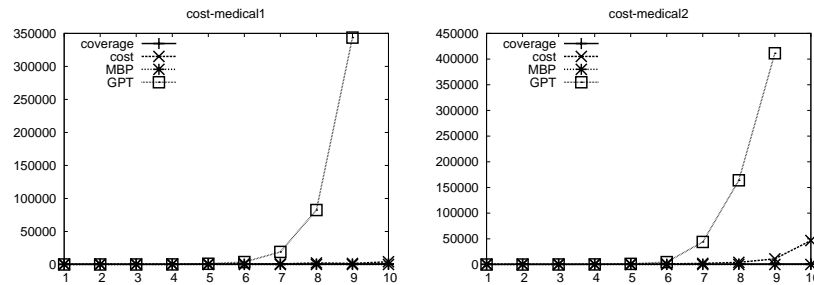 cost-medical1
350000
300000
250000
200000
150000
100000
50000
0
1 2 3 4 5 6 7 8 9 10
coverage
cost
MBP
GPT
cost-medical2
450000
400000
350000
300000
250000
200000
150000
100000
50000
0
1 2 3 4 5 6 7 8 9 10
coverage
cost
MBP
GPT